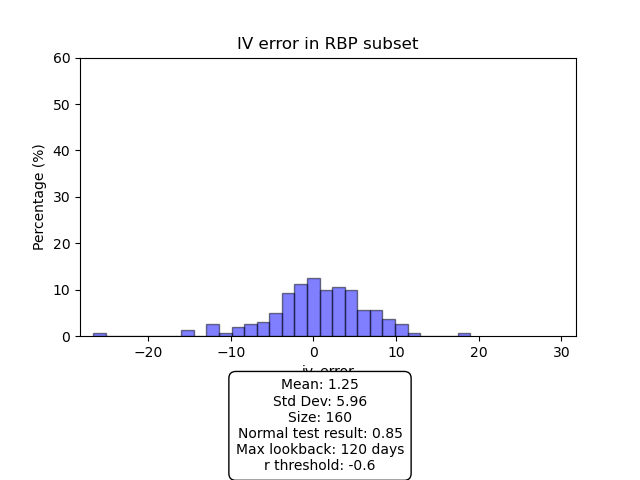 IV error in RBP subset
60
50
40
30
20
10
0
Percentage (%)
−20
−10
0
10
20
30
iv_error
Mean: 1.25
Std Dev: 5.96
Size: 160
Normal test result: 0.85
Max lookback: 120 days
r threshold: -0.6